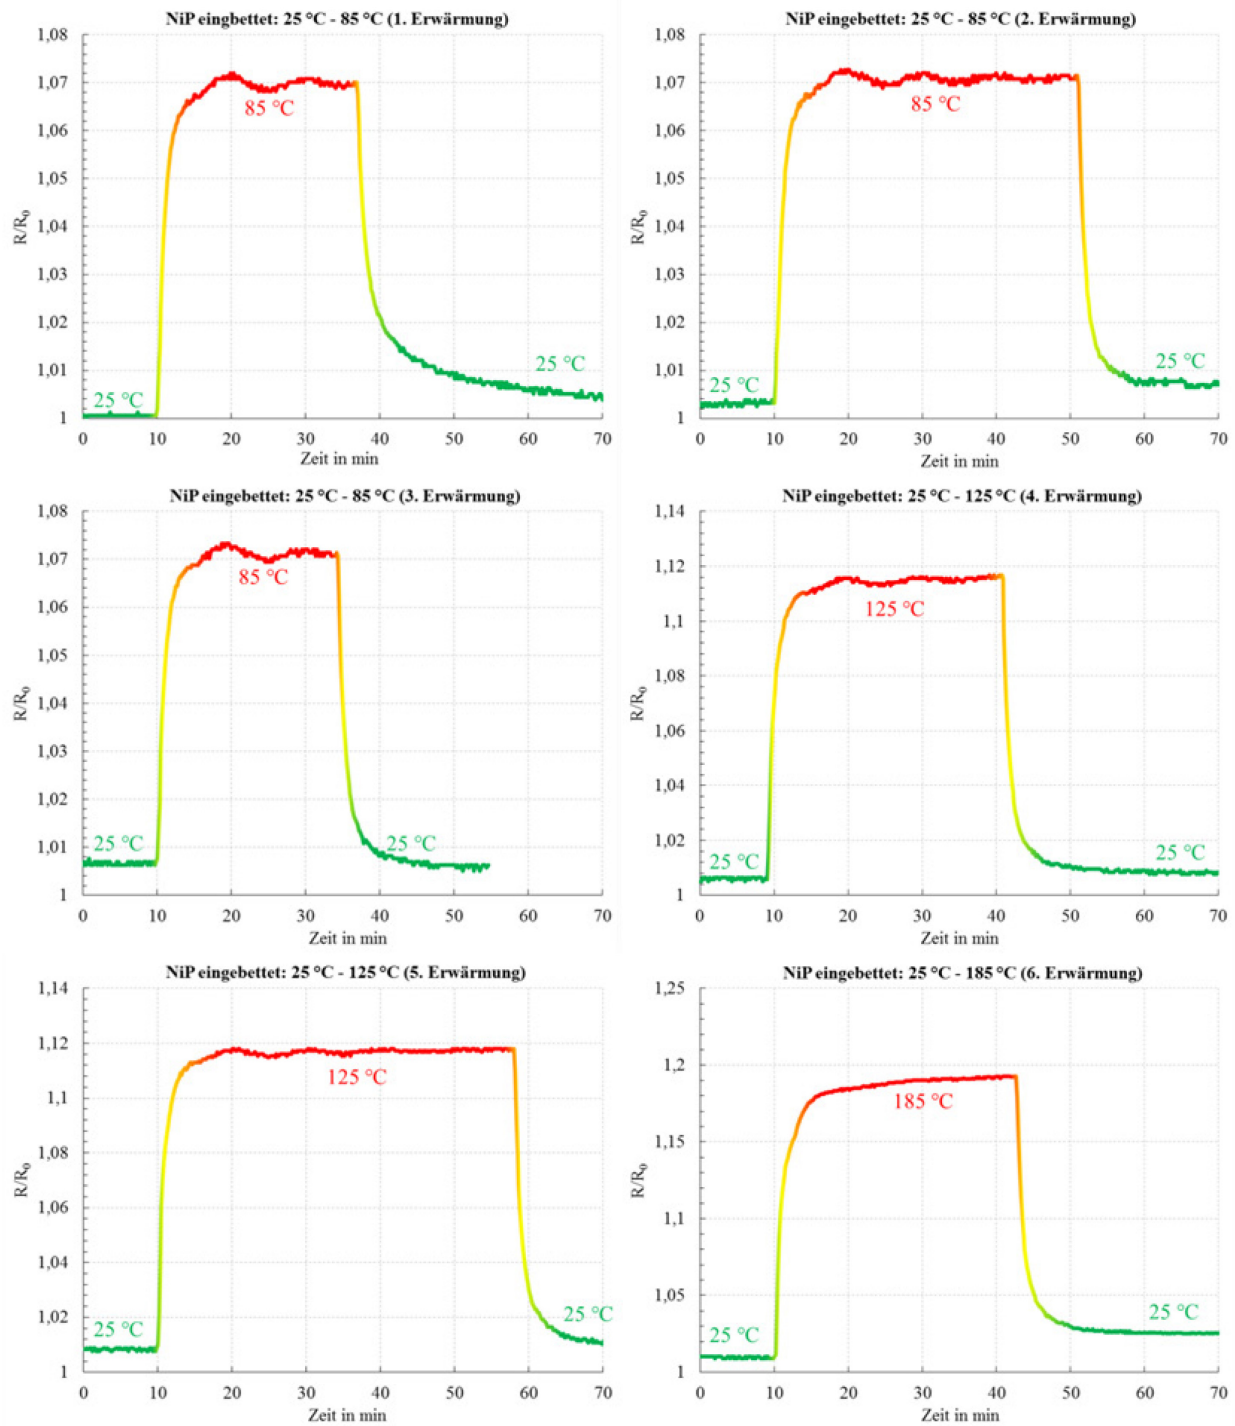 NiP eingbettet: 25 °C - 85 °C (1. Erwärmung)
1,08
1,07
1,06
1,05
1,04
1,03
1,02
1,01
1
R/R0
85 °C
25 °C
25 °C
0 10 20 30 40 50 60 70
Zeit in min
NiP eingebettet: 25 °C - 85 °C (2. Erwärmung)
1,08
1,07
1,06
1,05
1,04
1,03
1,02
1,01
1
R/R0
85 °C
25 °C
25 °C
0 10 20 30 40 50 60 70
Zeit in min
NiP eingebettet: 25 °C - 85 °C (3. Erwärmung)
1,08
1,07
1,06
1,05
1,04
1,03
1,02
1,01
1
R/R0
85 °C
25 °C
25 °C
0 10 20 30 40 50 60 70
Zeit in min
NiP eingebettet: 25 °C - 125 °C (4. Erwärmung)
1,14
1,12
1,1
1,08
1,06
1,04
1,02
1
R/R0
125 °C
25 °C
25 °C
0 10 20 30 40 50 60 70
Zeit in min
NiP eingebettet: 25 °C - 125 °C (5. Erwärmung)
1,14
1,12
1,1
1,08
1,06
1,04
1,02
1
R/R0
125 °C
25 °C
25 °C
0 10 20 30 40 50 60 70
Zeit in min
NiP eingebettet: 25 °C - 185 °C (6. Erwärmung)
1,25
1,2
1,15
1,1
1,05
1
R/R0
185 °C
25 °C
25 °C
0 10 20 30 40 50 60 70
Zeit in min